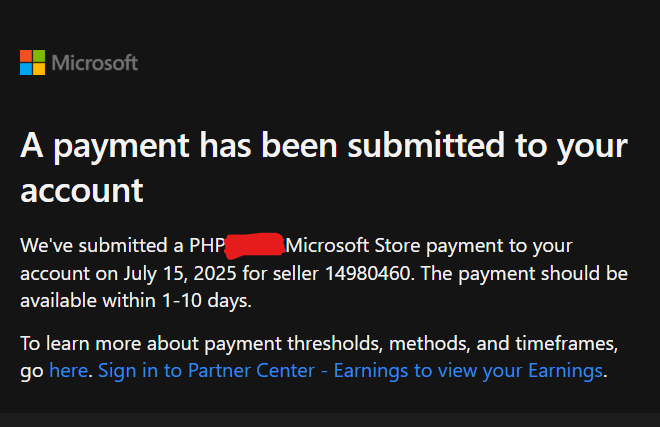 Microsoft
A payment has been submitted to your
account
We've submitted a PHP Microsoft Store payment to your
account on July 15, 2025 for seller 14980460. The payment should be
available within 1-10 days.
To learn more about payment thresholds, methods, and timeframes,
go here. Sign in to Partner Center - Earnings to view your Earnings.